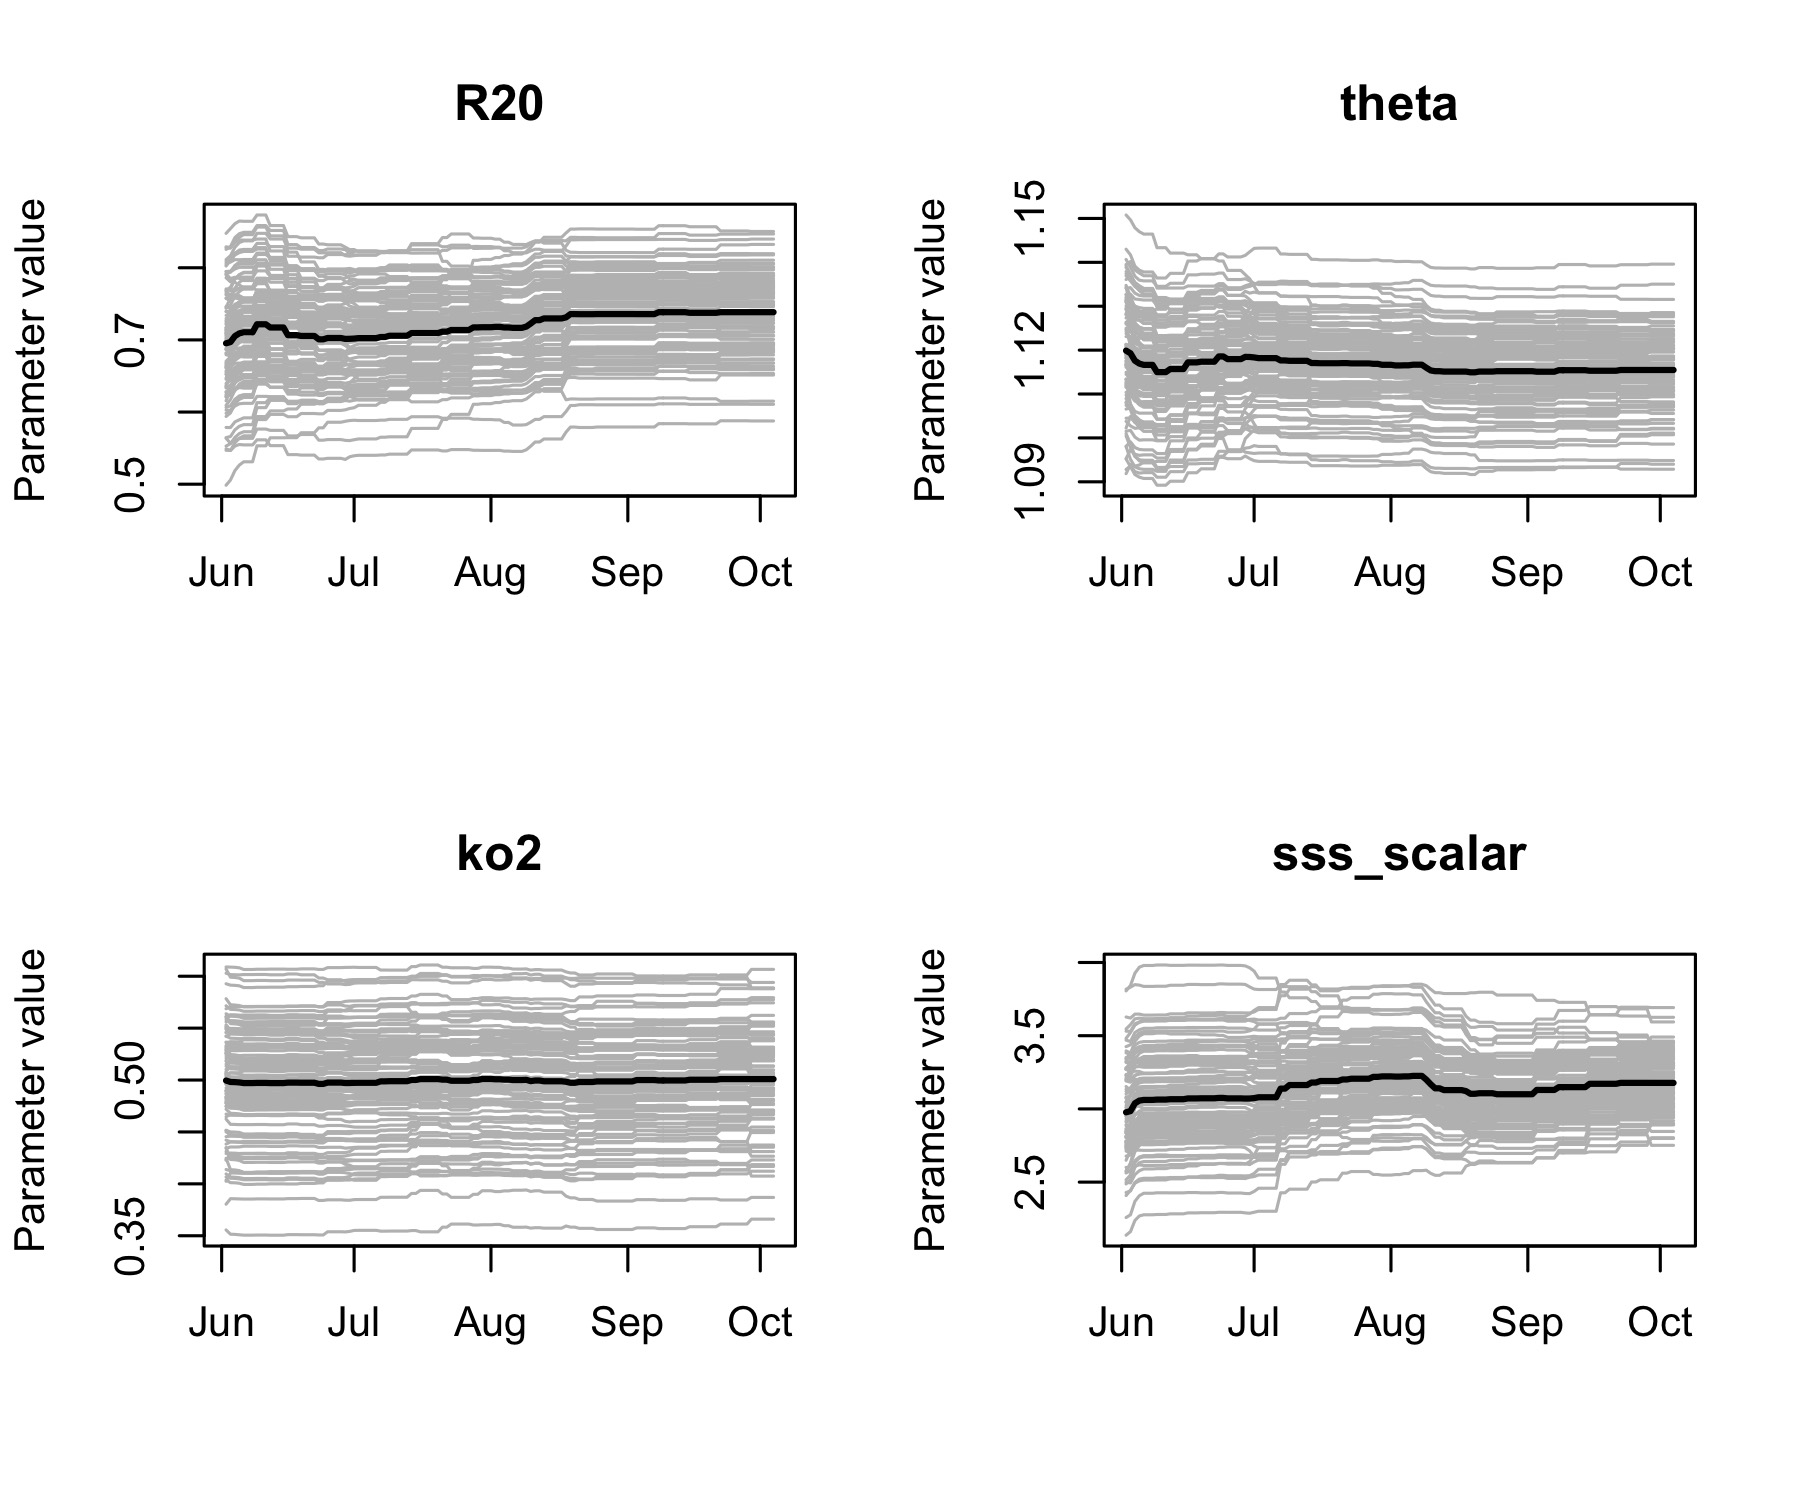 R20
Parameter value
0.5
0.7
Jun Jul Aug Sep Oct
theta
Parameter value
1.09
1.12
1.15
Jun Jul Aug Sep Oct
ko2
Parameter value
0.35
0.50
Jun Jul Aug Sep Oct
sss_scalar
Parameter value
2.5
3.5
Jun Jul Aug Sep Oct